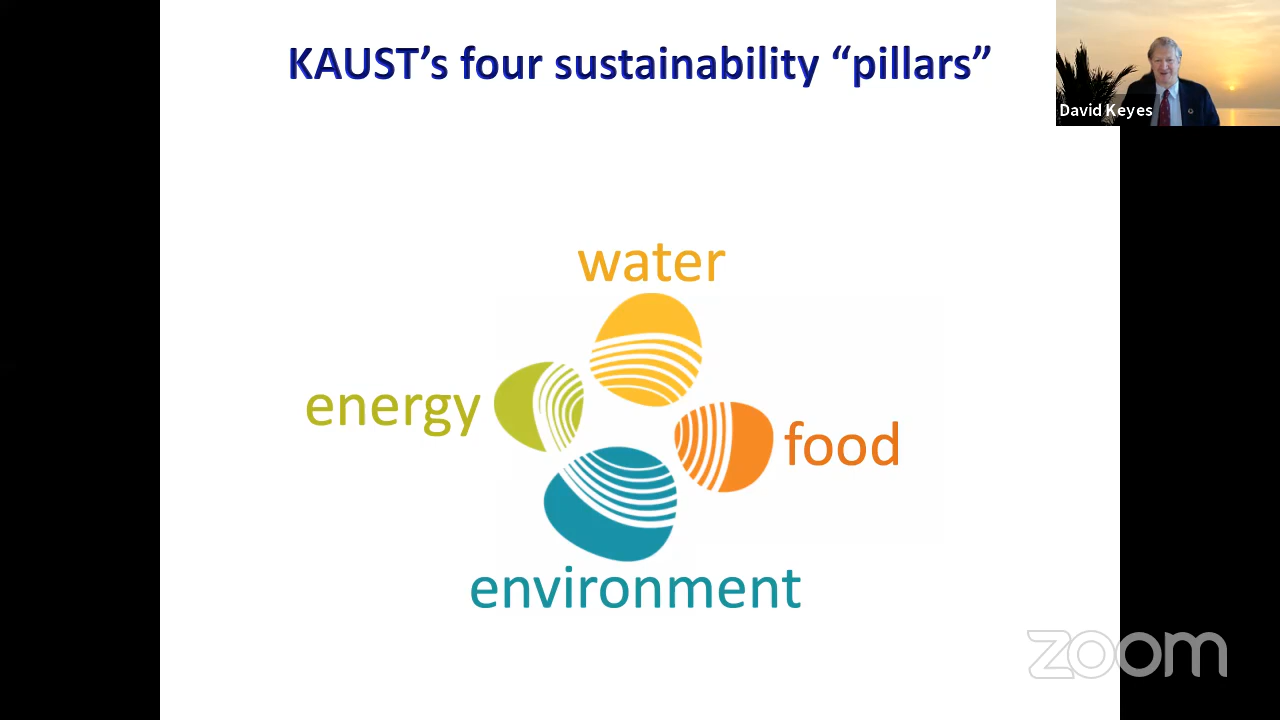 KAUST’s four sustainability “pillars”
David Keyes
water
energy
food
environment
zoom